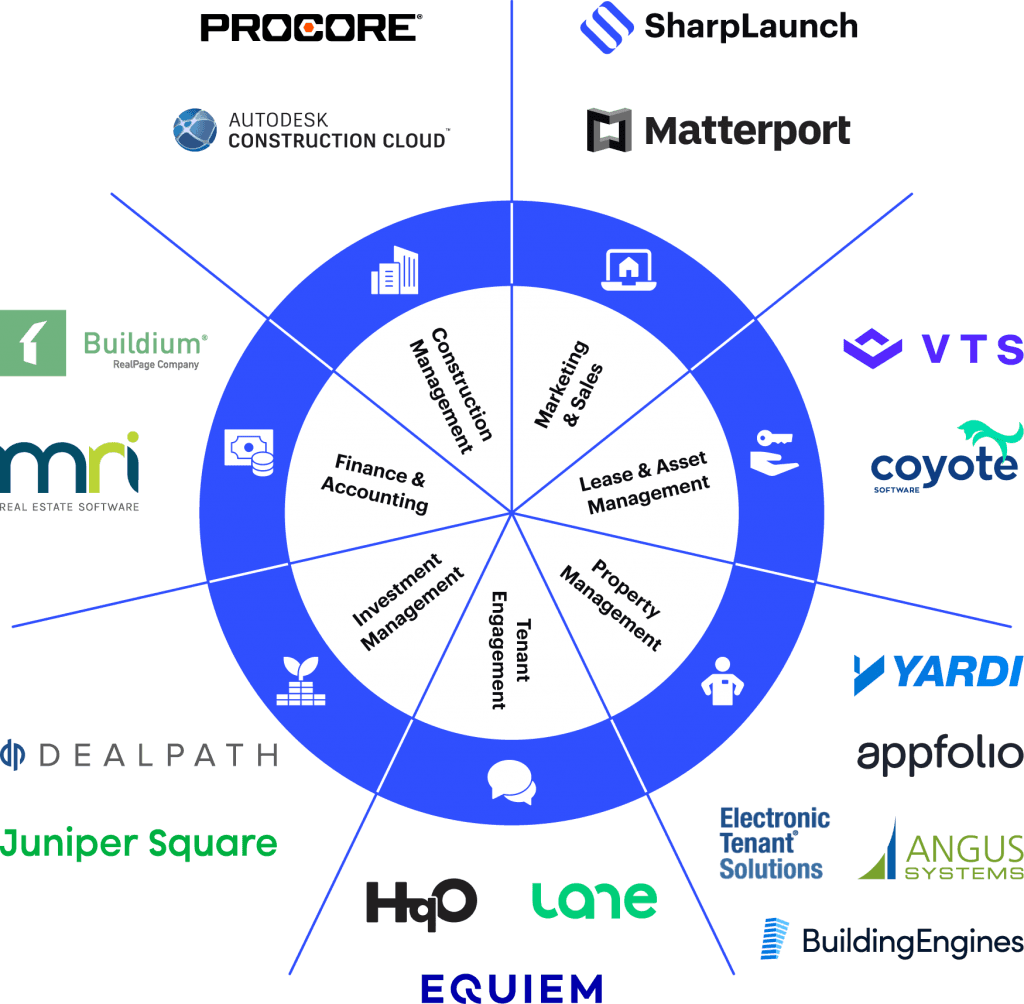 PROCORE®
SharpLaunch
AUTODESK
CONSTRUCTION CLOUD™
Matterport
Construction
Management
Marketing
& Sales
Buildium®
RealPage Company
VTS
mri
REAL ESTATE SOFTWARE
Finance &
Accounting
Lease & Asset
Management
coyote
SOFTWARE
Investment
Management
Tenant
Engagement
Property
Management
YARDI
dp DEALPATH
appfolio
Juniper Square
Electronic
Tenant®
Solutions
ANGUS
SYSTEMS
HqO
Lane
BuildingEngines
EQUIEM